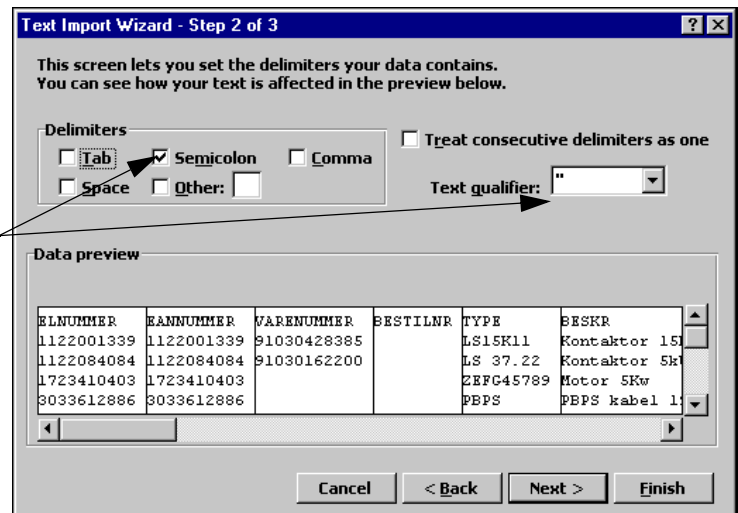 Text Import Wizard - Step 2 of 3
This screen lets you set the delimiters your data contains.
You can see how your text is affected in the preview below.
Delimiters
Tab Semicolon Comma
Space Other:
Treat consecutive delimiters as one
Text qualifier: "
Data preview
ELNUMMER EANNUMMER VARENUMMER BESTILNR TYPE BESKR
1122001339 1122001339 91030428385 LS15K11 Kontaktor
1122084084 1122084084 91030162200 LS 37.22 Kontaktor
1723410403 1723410403 ZEFG45789 Motor 5Kw
3033612886 3033612886 PBPS PBPS kabel
Cancel < Back Next > Finish